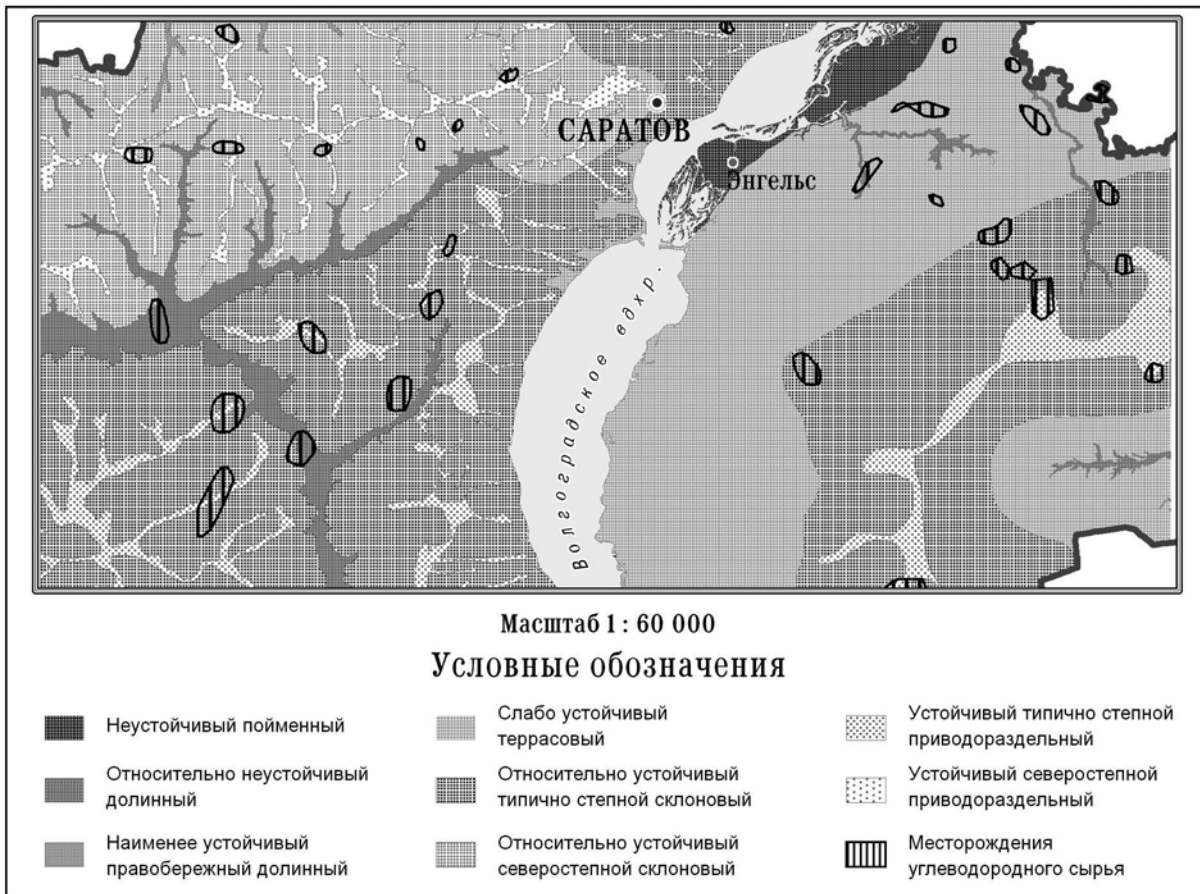 САРАТОВ
Энгельс
Волгоградское вдхр.
Масштаб 1 : 60 000
Условные обозначения
Неустойчивый пойменный
Относительно неустойчивый
долинный
Наименее устойчивый
правобережный долинный
Слабо устойчивый
террасовый
Относительно устойчивый
типично степной склоновый
Относительно устойчивый
северостепной склоновый
Устойчивый типично степной
приводораздельный
Устойчивый северостепной
приводораздельный
Месторождения
углеводородного сырья